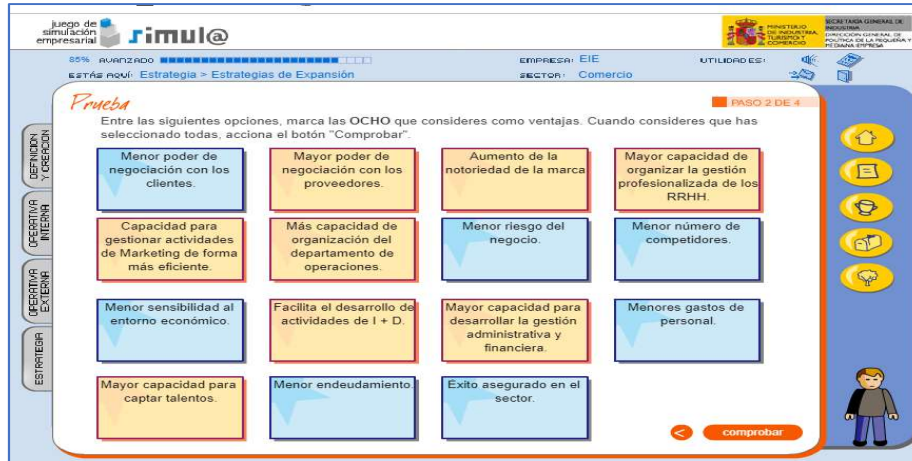 juego de
simulación
empresarial
simul@
MINISTERIO
DE INDUSTRIA,
TURISMO Y
COMERCIO
SECRETARÍA GENERAL DE
INDUSTRIA
DIRECCIÓN GENERAL DE
POLÍTICA DE LA PEQUEÑA Y
MEDIANA EMPRESA
85% AVANZADO
EMPRESA: EIE
UTILIDADES:
ESTÁS AQUÍ: Estrategia > Estrategias de Expansión
SECTOR: Comercio
Prueba
PASO 2 DE 4
Entre las siguientes opciones, marca las OCHO que consideres como ventajas. Cuando consideres que has
seleccionado todas, acciona el botón "Comprobar".
DEFINICION
Y CREACION
OPERATIVA
INTERNA
OPERATIVA
EXTERNA
ESTRATEGIA
Menor poder de
negociación con los
clientes.
Mayor poder de
negociación con los
proveedores.
Aumento de la
notoriedad de la marca
Mayor capacidad de
organizar la gestión
profesionalizada de los
RRHH.
Capacidad para
gestionar actividades
de Marketing de forma
más eficiente.
Más capacidad de
organización del
departamento de
operaciones.
Menor riesgo del
negocio.
Menor número de
competidores.
Menor sensibilidad al
entorno económico.
Facilita el desarrollo de
actividades de I + D.
Mayor capacidad para
desarrollar la gestión
administrativa y
financiera.
Menores gastos de
personal.
Mayor capacidad para
captar talentos.
Menor endeudamiento.
Éxito asegurado en el
sector.
< comprobar